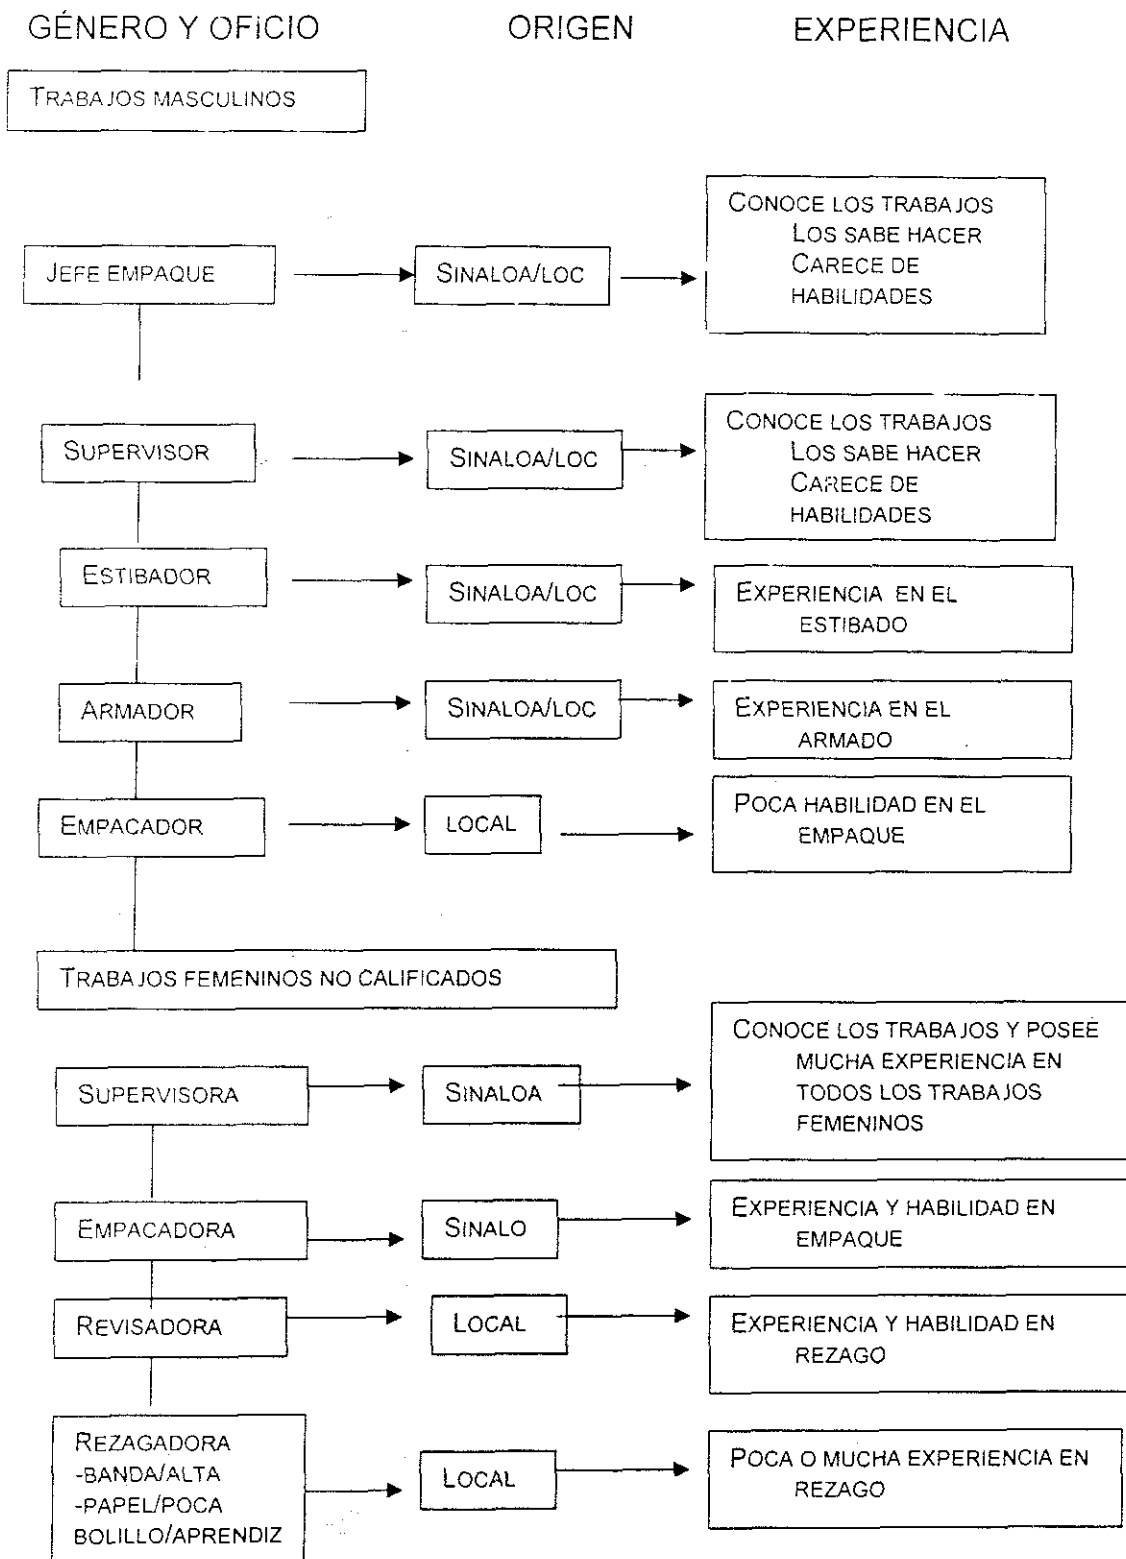 GÉNERO Y OFICIO ORIGEN EXPERIENCIA
TRABAJOS MASCULINOS
JEFE EMPAQUE
SINALOA/LOC
CONOCE LOS TRABAJOS
LOS SABE HACER
CARECE DE
HABILIDADES
SUPERVISOR
SINALOA/LOC
CONOCE LOS TRABAJOS
LOS SABE HACER
CARECE DE
HABILIDADES
ESTIBADOR
SINALOA/LOC
EXPERIENCIA EN EL
ESTIBADO
ARMADOR
SINALOA/LOC
EXPERIENCIA EN EL
ARMADO
EMPACADOR
LOCAL
POCA HABILIDAD EN EL
EMPAQUE
TRABAJOS FEMENINOS NO CALIFICADOS
SUPERVISORA
SINALOA
CONOCE LOS TRABAJOS Y POSEE
MUCHA EXPERIENCIA EN
TODOS LOS TRABAJOS
FEMENINOS
EMPACADORA
SINALO
EXPERIENCIA Y HABILIDAD EN
EMPAQUE
REVISADORA
LOCAL
EXPERIENCIA Y HABILIDAD EN
REZAGO
REZAGADORA
-BANDA/ALTA
-PAPEL/POCA
BOLILLO/APRENDIZ
LOCAL
POCA O MUCHA EXPERIENCIA EN
REZAGO